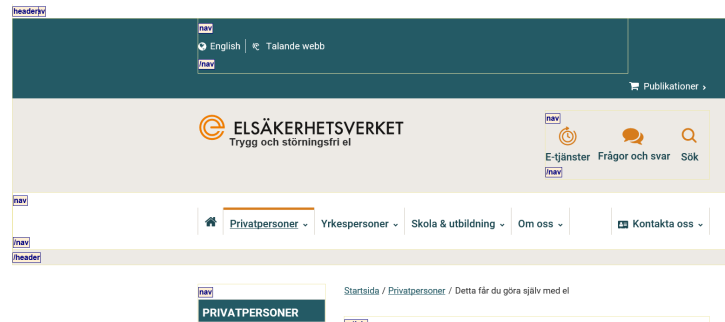 header nav
nav
English Talande webb
/nav
Publikationer
ELSÄKERHETSVERKET
Trygg och störningsfri el
nav
E-tjänster Frågor och svar Sök
/nav
nav
Privatpersoner Yrkespersoner Skola & utbildning Om oss Kontakta oss
/nav
/header
nav
Startsida / Privatpersoner / Detta får du göra själv med el
PRIVATPERSONER